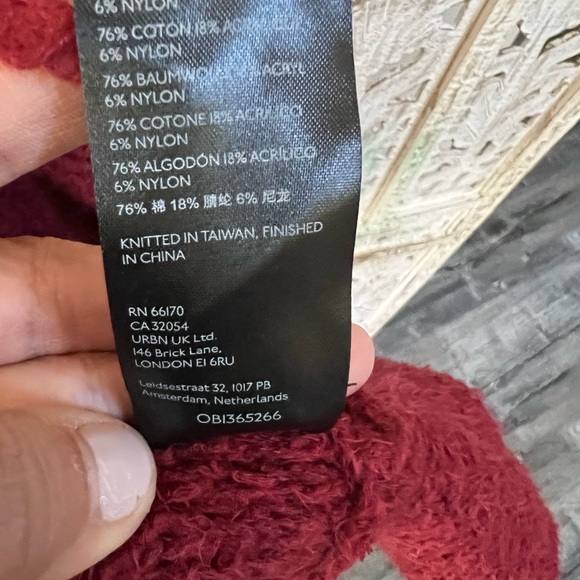 6% NYLON
76% COTON 18% ACRYLIQUE
6% NYLON
76% BAUMWOLLE 18% ACRYL
6% NYLON
76% COTONE 18% ACRILICO
6% NYLON
76% ALGODÓN 18% ACRÍLICO
6% NYLON
76% 棉 18% 腈纶 6% 尼龙
KNITTED IN TAIWAN, FINISHED
IN CHINA
RN 66170
CA 32054
URBN UK Ltd.
146 Brick Lane,
LONDON E1 6RU
Leidsestraat 32, 1017 PB
Amsterdam, Netherlands
OB1365266